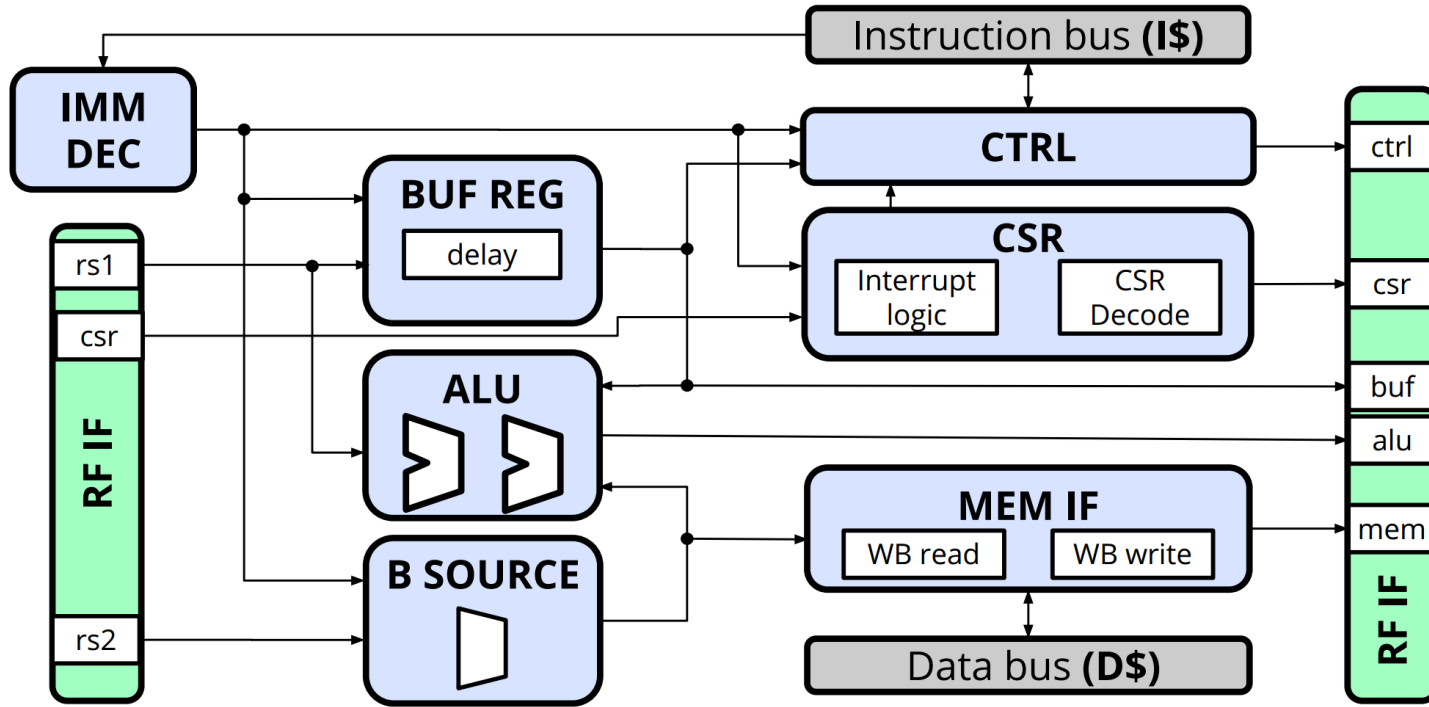 Instruction bus (I$)
IMM
DEC
CTRL
ctrl
BUF REG
delay
CSR
Interrupt
logic
CSR
Decode
rs1
csr
csr
ALU
buf
alu
RF IF
MEM IF
WB read
WB write
mem
B SOURCE
rs2
Data bus (D$)
RF IF